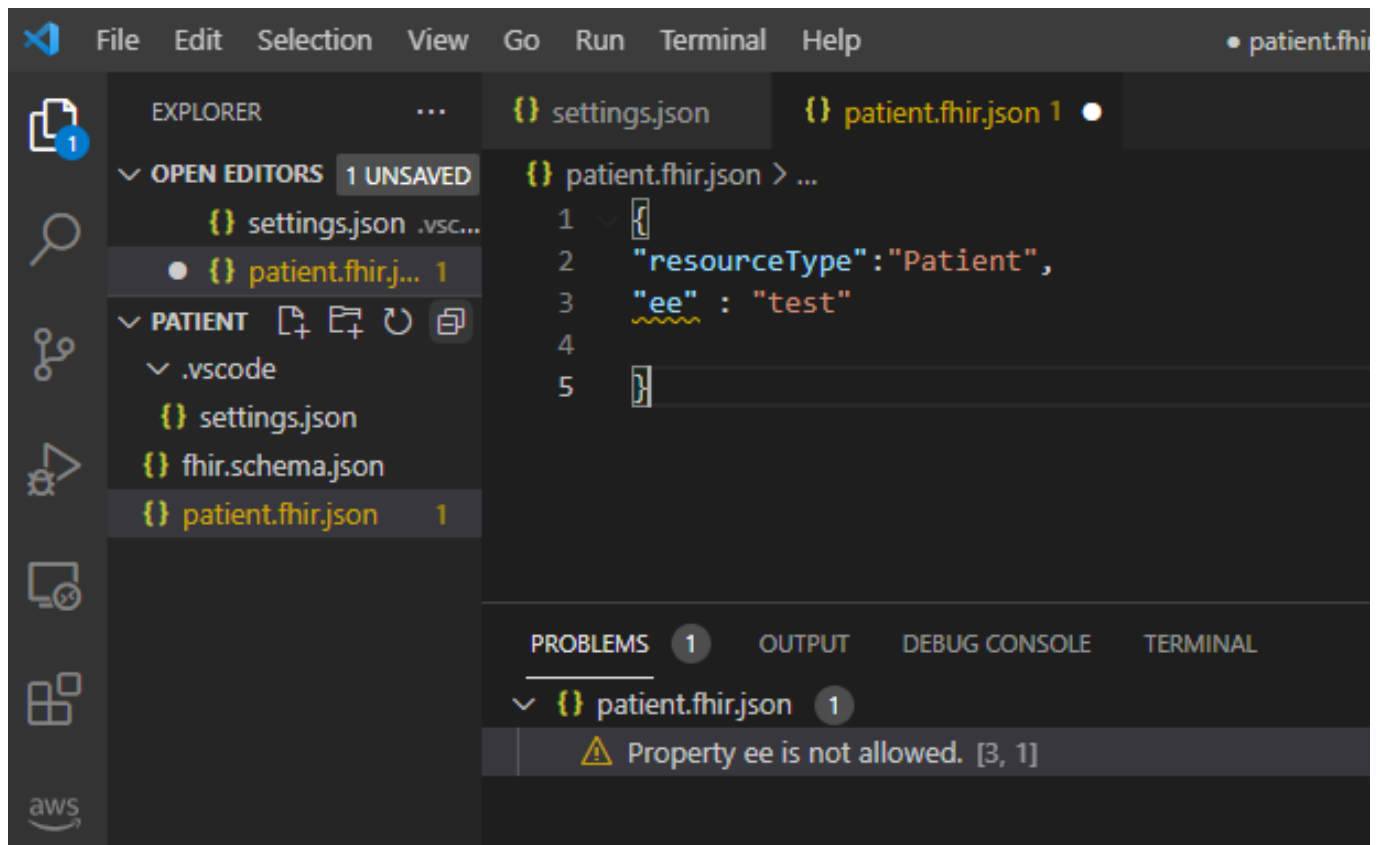 File Edit Selection View Go Run Terminal Help ● patient.fhi
EXPLORER ...
{} settings.json {} patient.fhir.json 1 ●
1
OPEN EDITORS 1 UNSAVED
{} patient.fhir.json > ...
{} settings.json .vsc...
● {} patient.fhir.j... 1
PATIENT
.vscode
{} settings.json
{} fhir.schema.json
{} patient.fhir.json 1
1 {
2 "resourceType":"Patient",
3 "ee" : "test"
4
5 }
PROBLEMS 1 OUTPUT DEBUG CONSOLE TERMINAL
{} patient.fhir.json 1
Property ee is not allowed. [3, 1]
aws